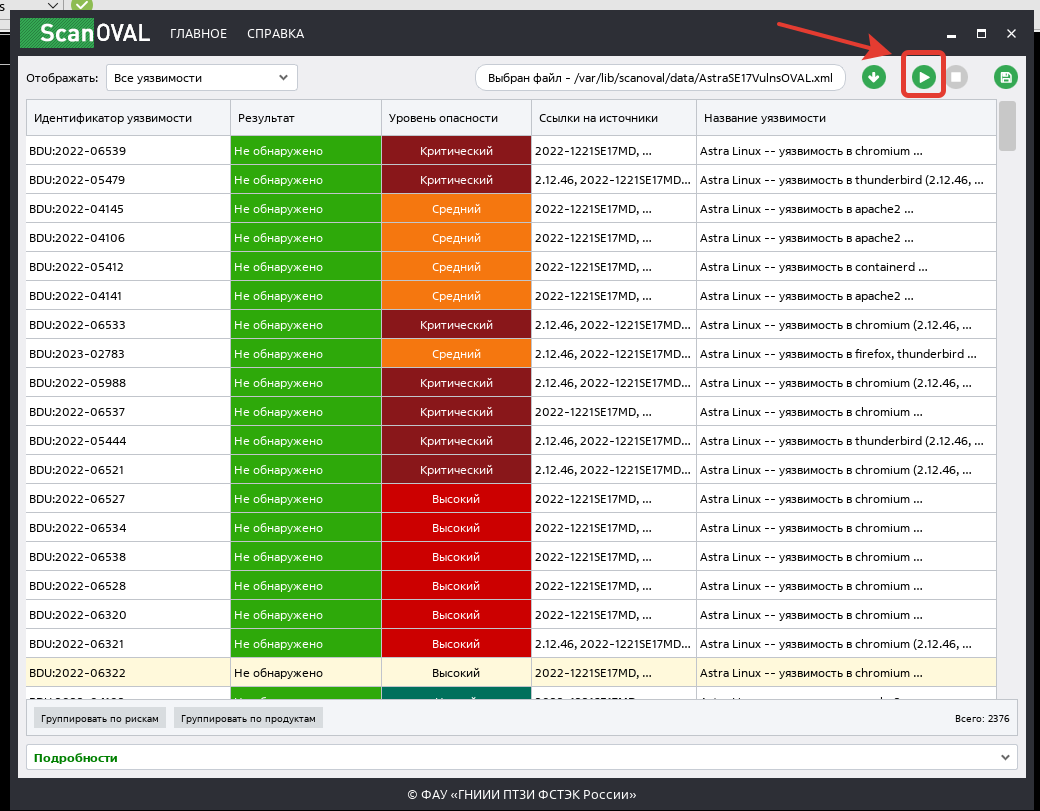 ScanOVAL ГЛАВНОЕ СПРАВКА
Отображать: Все уязвимости Выбран файл - /var/lib/scanoval/data/AstraSE17VulnsOVAL.xml
Идентификатор уязвимости Результат Уровень опасности Ссылки на источники Название уязвимости
BDU:2022-06539 Не обнаружено Критический 2022-1221SE17MD, ... Astra Linux -- уязвимость в chromium ...
BDU:2022-05479 Не обнаружено Критический 2.12.46, 2022-1221SE17MD... Astra Linux -- уязвимость в thunderbird (2.12.46, ...
BDU:2022-04145 Не обнаружено Средний 2022-1221SE17MD, ... Astra Linux -- уязвимость в apache2 ...
BDU:2022-04106 Не обнаружено Средний 2022-1221SE17MD, ... Astra Linux -- уязвимость в apache2 ...
BDU:2022-05412 Не обнаружено Средний 2022-1221SE17MD, ... Astra Linux -- уязвимость в containerd ...
BDU:2022-04141 Не обнаружено Средний 2022-1221SE17MD, ... Astra Linux -- уязвимость в apache2 ...
BDU:2022-06533 Не обнаружено Критический 2.12.46, 2022-1221SE17MD... Astra Linux -- уязвимость в chromium (2.12.46, ...
BDU:2023-02783 Не обнаружено Средний 2.12.46, 2022-1221SE17MD... Astra Linux -- уязвимость в firefox, thunderbird ...
BDU:2022-05988 Не обнаружено Критический 2.12.46, 2022-1221SE17MD... Astra Linux -- уязвимость в chromium (2.12.46, ...
BDU:2022-06537 Не обнаружено Критический 2022-1221SE17MD, ... Astra Linux -- уязвимость в chromium ...
BDU:2022-05444 Не обнаружено Критический 2.12.46, 2022-1221SE17MD... Astra Linux -- уязвимость в thunderbird (2.12.46, ...
BDU:2022-06521 Не обнаружено Критический 2.12.46, 2022-1221SE17MD... Astra Linux -- уязвимость в chromium (2.12.46, ...
BDU:2022-06527 Не обнаружено Высокий 2022-1221SE17MD, ... Astra Linux -- уязвимость в chromium ...
BDU:2022-06534 Не обнаружено Высокий 2022-1221SE17MD, ... Astra Linux -- уязвимость в chromium ...
BDU:2022-06538 Не обнаружено Высокий 2022-1221SE17MD, ... Astra Linux -- уязвимость в chromium ...
BDU:2022-06528 Не обнаружено Высокий 2022-1221SE17MD, ... Astra Linux -- уязвимость в chromium ...
BDU:2022-06320 Не обнаружено Высокий 2022-1221SE17MD, ... Astra Linux -- уязвимость в chromium ...
BDU:2022-06321 Не обнаружено Высокий 2.12.46, 2022-1221SE17MD... Astra Linux -- уязвимость в chromium (2.12.46, ...
BDU:2022-06322 Не обнаружено Высокий 2022-1221SE17MD, ... Astra Linux -- уязвимость в chromium ...
Группировать по рискам Группировать по продуктам Всего: 2376
Подробности
© ФАУ «ГНИИИ ПТЗИ ФСТЭК России»